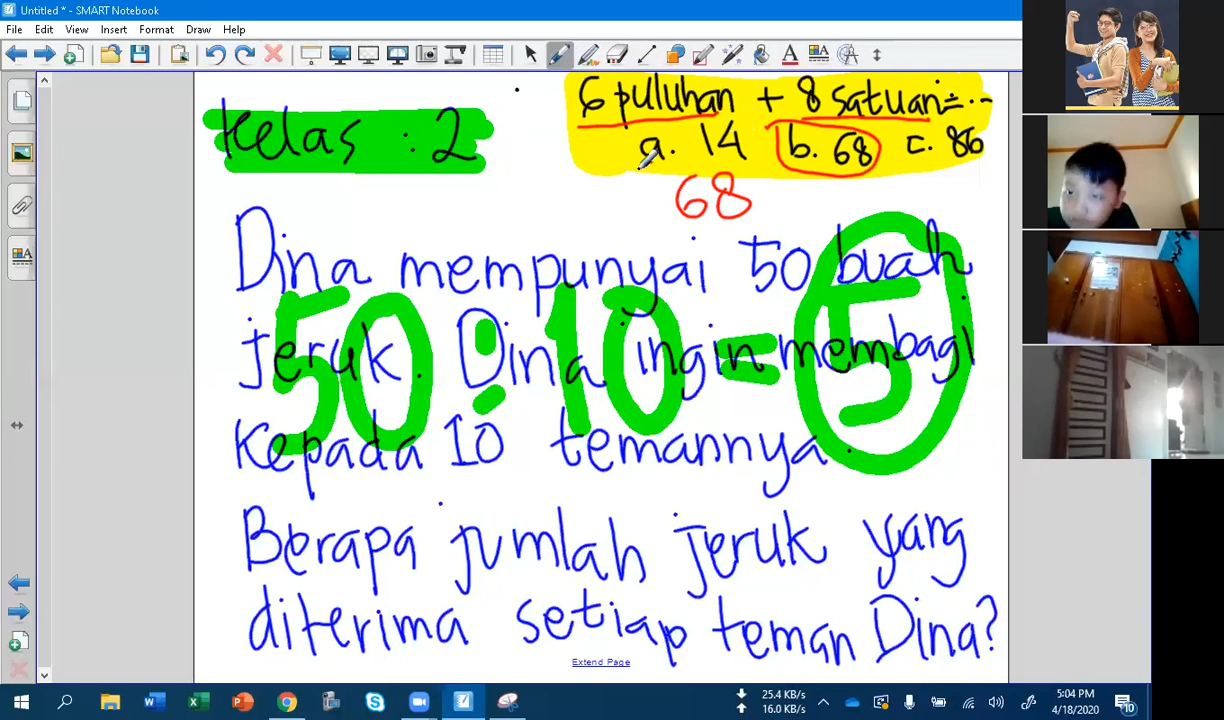 Untitled * - SMART Notebook
File Edit View Insert Format Draw Help
6 puluhan + 8 satuan = ...
a. 14 b. 68 c. 86
68
kelas : 2
Dina mempunyai 50 buah
jeruk. Dina ingin membagi
kepada 10 temannya.
50 : 10 = 5
Berapa jumlah jeruk yang
diterima setiap teman Dina?
Extend Page
25.4 KB/s
16.0 KB/s
5:04 PM
4/18/2020
10